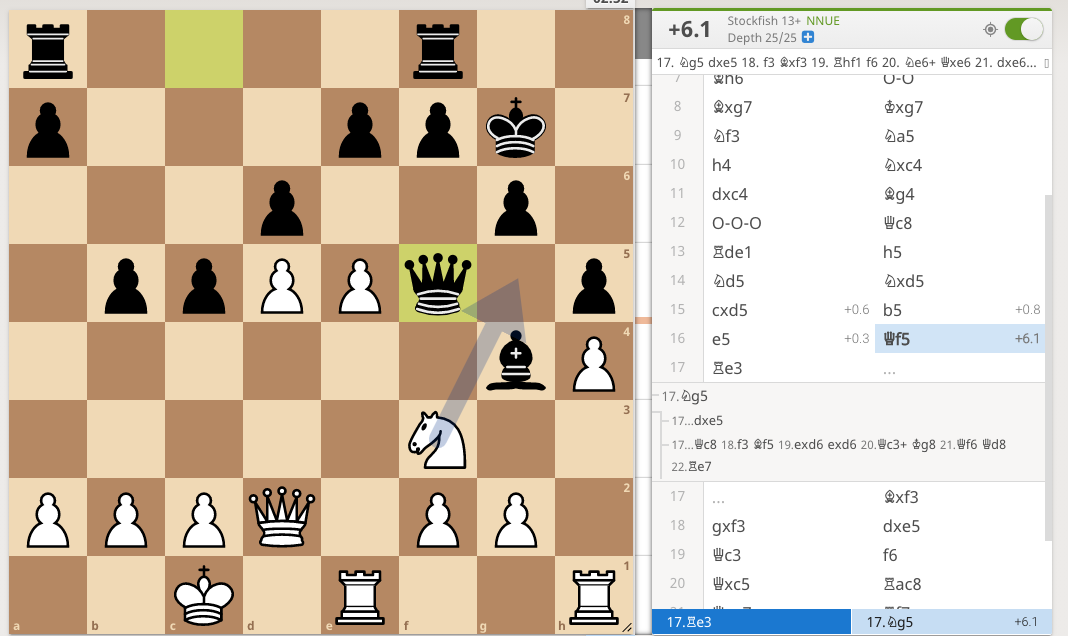 8
7
6
5
4
3
2
1
a b c d e f g h
+6.1 Stockfish 13+ NNUE
Depth 25/25
17. ♘g5 dxe5 18. f3 ♝xf3 19. ♖hf1 f6 20. ♘e6+ ♛xe6 21. dxe6...
7 ♗h6 O-O
8 ♗xg7 ♚xg7
9 ♘f3 ♞a5
10 h4 ♞xc4
11 dxc4 ♝g4
12 O-O-O ♛c8
13 ♖de1 h5
14 ♘d5 ♞xd5
15 cxd5 +0.6 b5 +0.8
16 e5 +0.3 ♛f5 +6.1
17 ♖e3 ...
17.♘g5
17...dxe5
17...♛c8 18.f3 ♝f5 19.exd6 exd6 20.♕c3+ ♚g8 21.♕f6 ♛d8
22.♖e7
17 ... ♝xf3
18 gxf3 dxe5
19 ♕c3 f6
20 ♕xc5 ♜ac8
17.♖e3 17.♘g5 +6.1